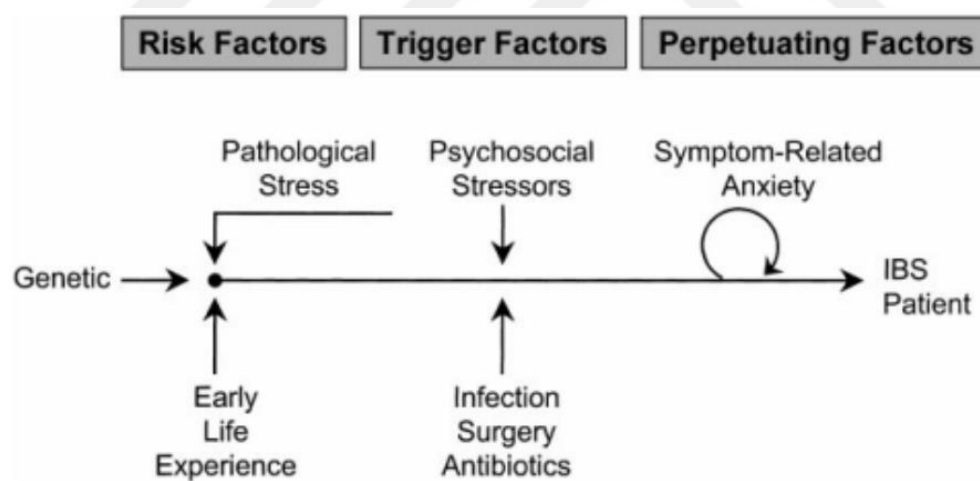 Risk Factors
Trigger Factors
Perpetuating Factors
Pathological
Stress
Psychosocial
Stressors
Symptom-Related
Anxiety
Genetic
IBS
Patient
Early
Life
Experience
Infection
Surgery
Antibiotics